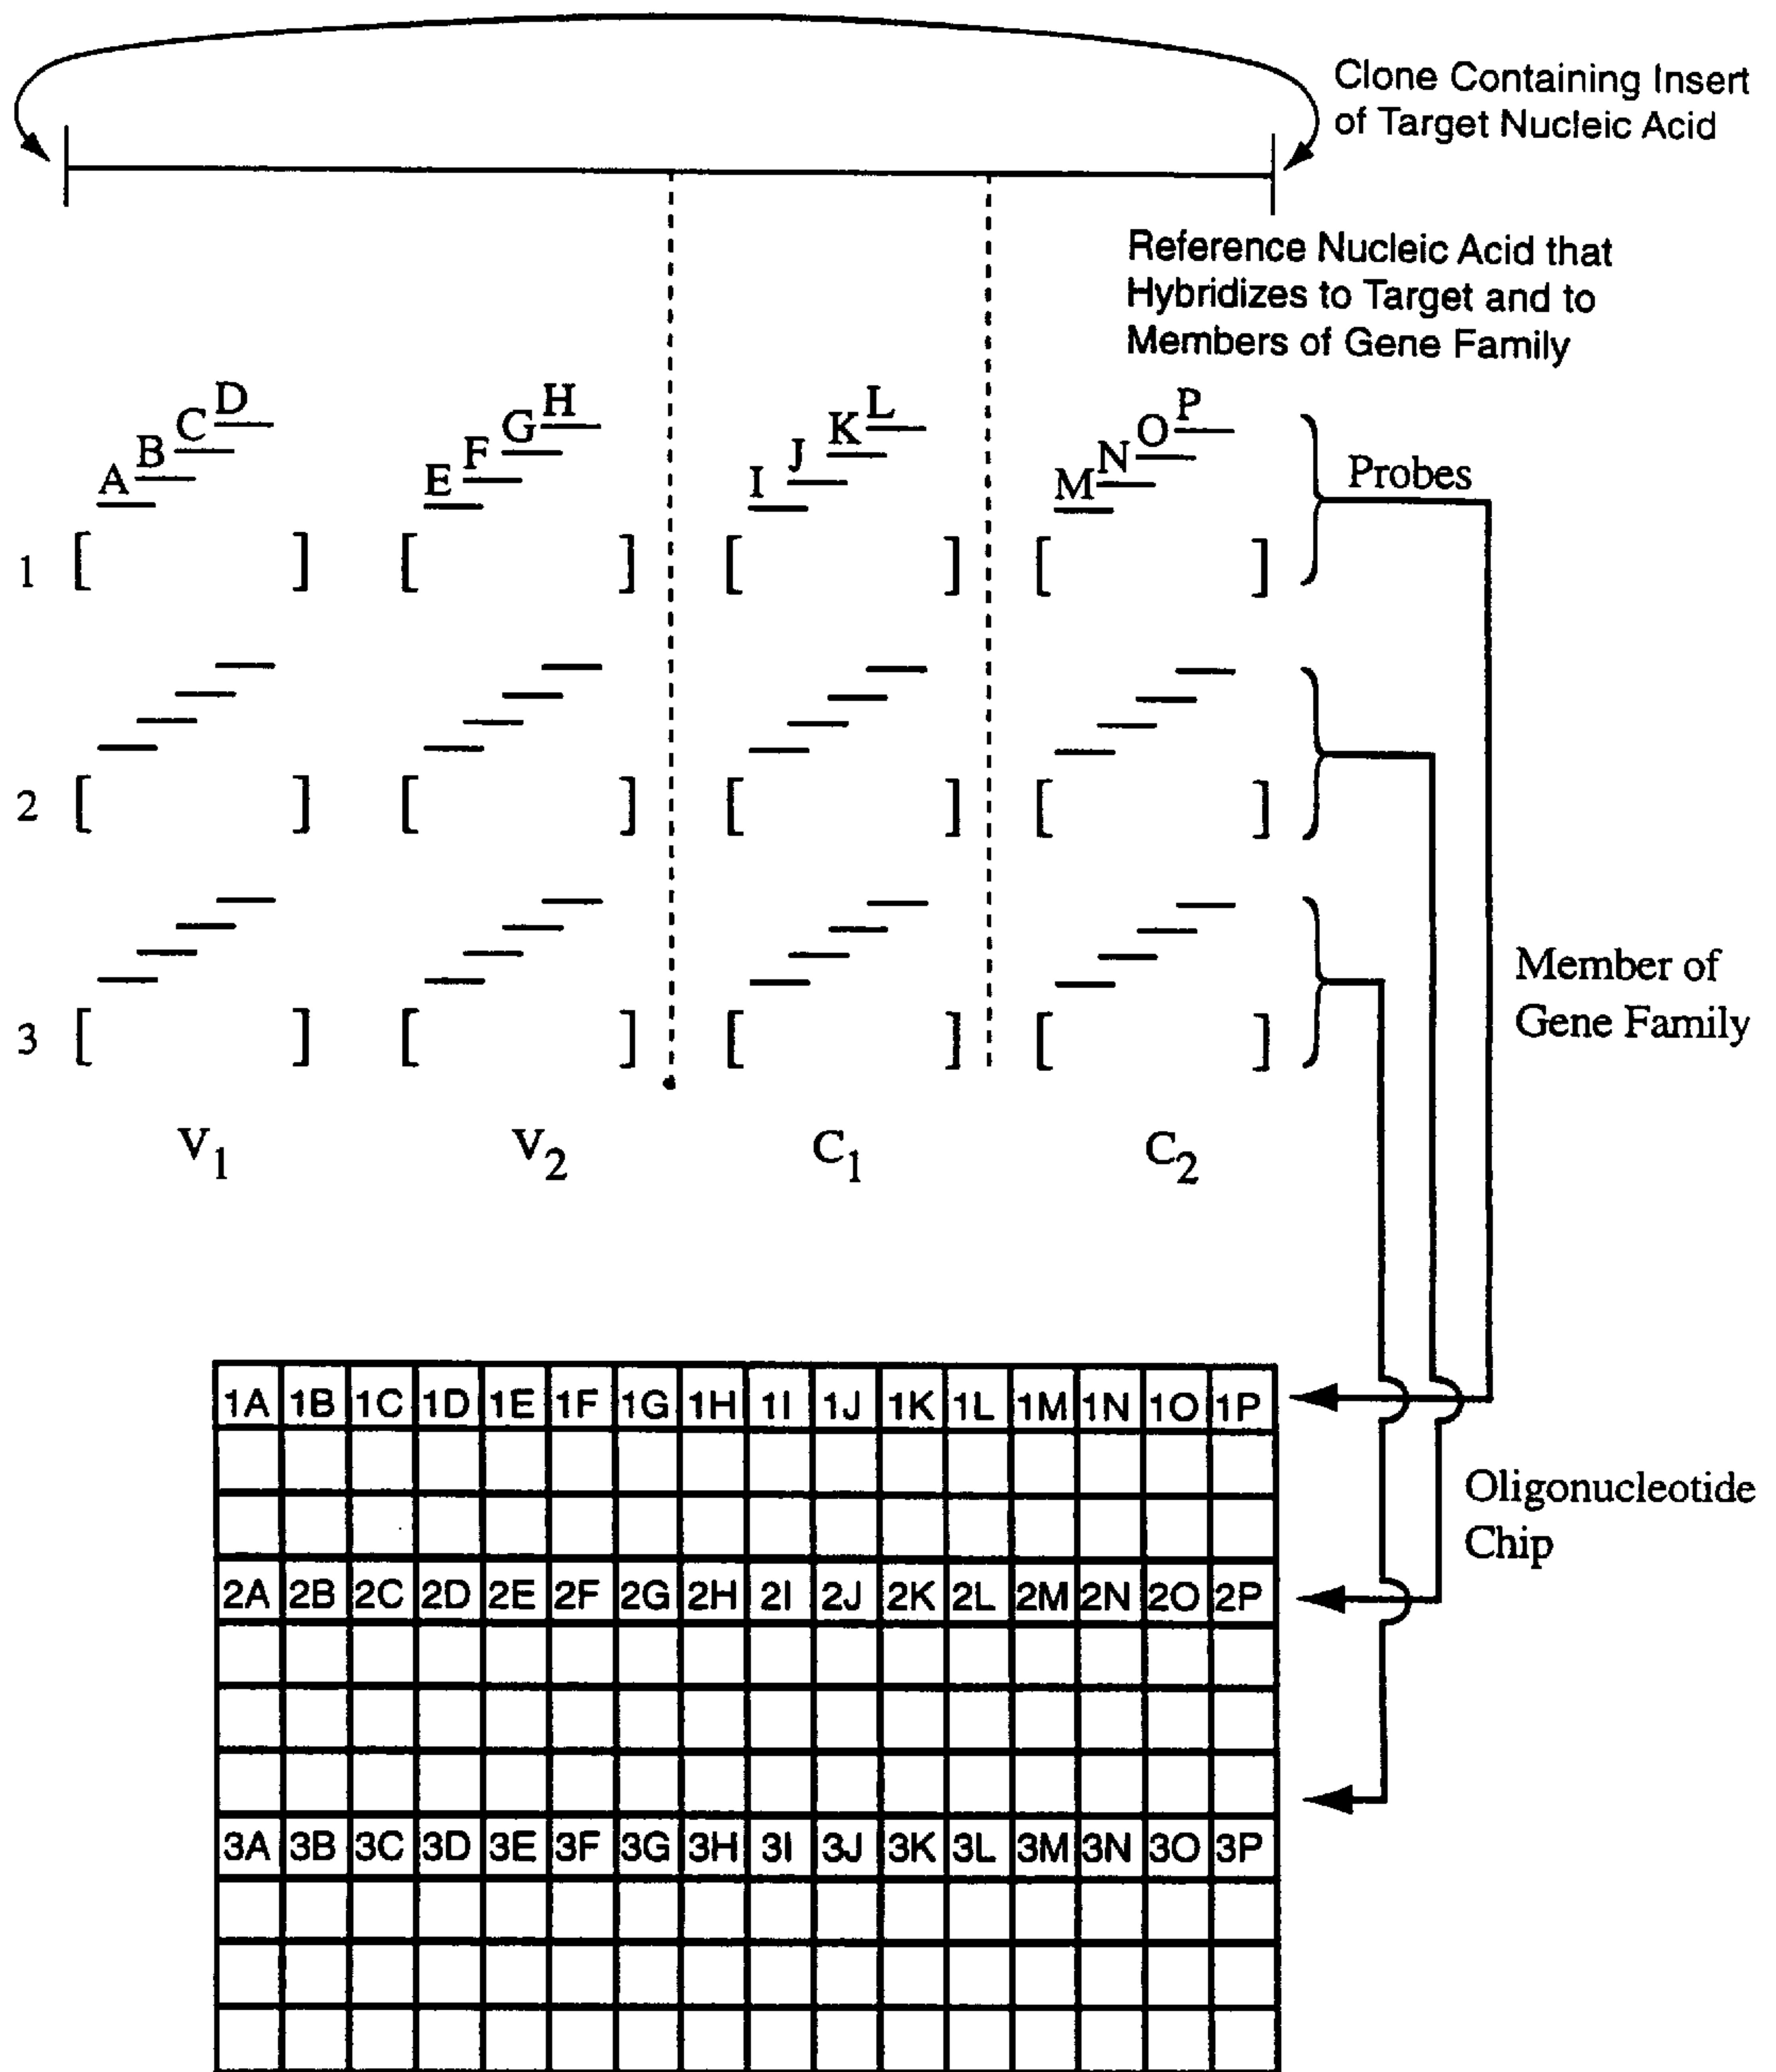 Clone Containing Insert
of Target Nucleic Acid
Reference Nucleic Acid that
Hybridizes to Target and to
Members of Gene Family
A B C D E F G H I J K L M N O P
Probes
1 [ ] [ ] [ ] [ ]
2 [ ] [ ] [ ] [ ]
Member of
Gene Family
3 [ ] [ ] [ ] [ ]
V1 V2 C1 C2
1A 1B 1C 1D 1E 1F 1G 1H 1I 1J 1K 1L 1M 1N 1O 1P
Oligonucleotide
Chip
2A 2B 2C 2D 2E 2F 2G 2H 2I 2J 2K 2L 2M 2N 2O 2P
3A 3B 3C 3D 3E 3F 3G 3H 3I 3J 3K 3L 3M 3N 3O 3P